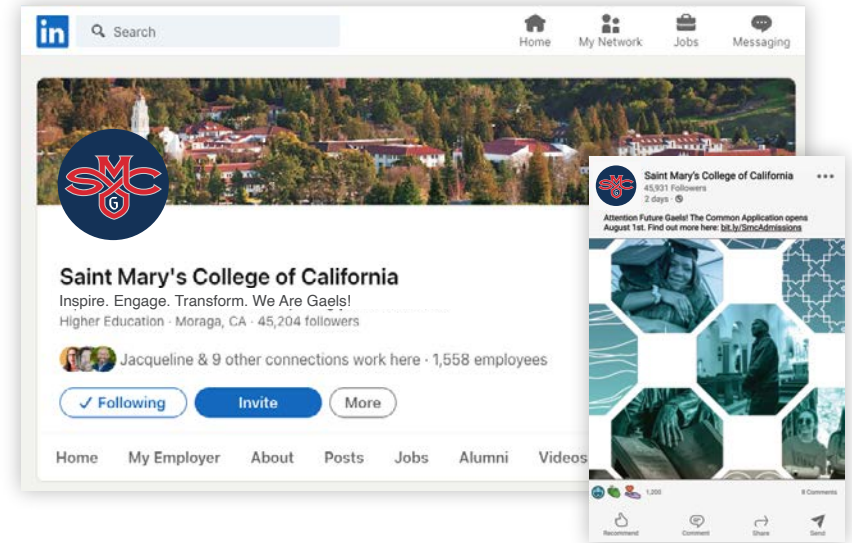 in
Search
Home
My Network
Jobs
Messaging
SMC
G
Saint Mary's College of California
Inspire. Engage. Transform. We Are Gaels!
Higher Education · Moraga, CA · 45,204 followers
Jacqueline & 9 other connections work here · 1,558 employees
✓ Following
Invite
More
Home
My Employer
About
Posts
Jobs
Alumni
Videos
SMC
G
Saint Mary's College of California
45,931 Followers
2 days ·
Attention Future Gaels! The Common Application opens
August 1st. Find out more here: bit.ly/SmcAdmissions
1,200
8 Comments
Recommend
Comment
Share
Send